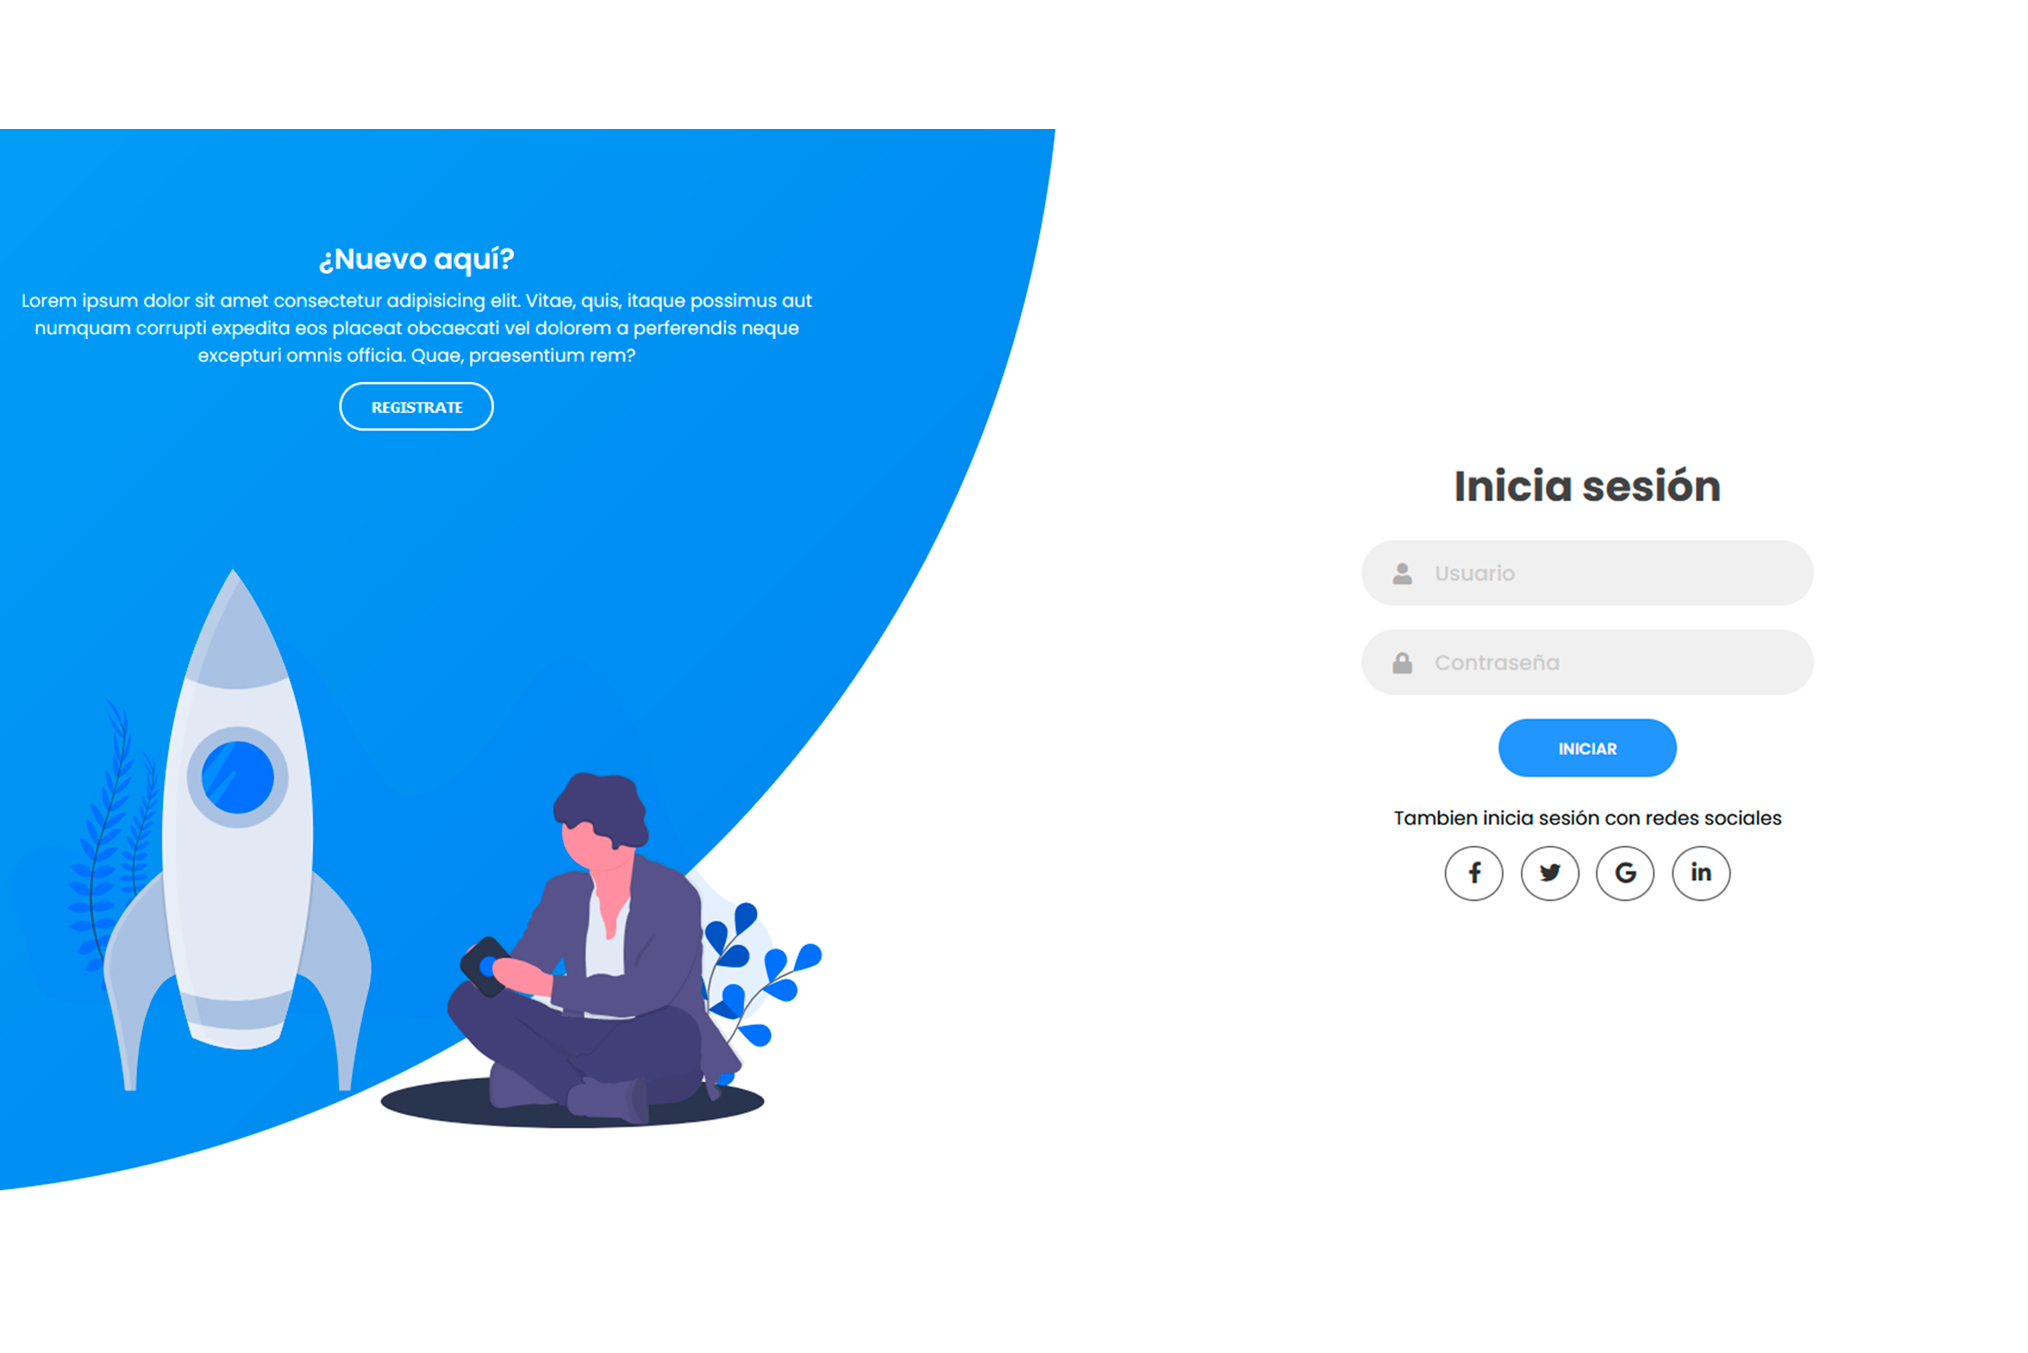 ¿Nuevo aquí?
Lorem ipsum dolor sit amet consectetur adipisicing elit. Vitae, quis, itaque possimus aut
numquam corrupti expedita eos placeat obcaecati vel dolorem a perferendis neque
excepturi omnis officia. Quae, praesentium rem?
REGISTRATE
Inicia sesión
Usuario
Contraseña
INICIAR
Tambien inicia sesión con redes sociales